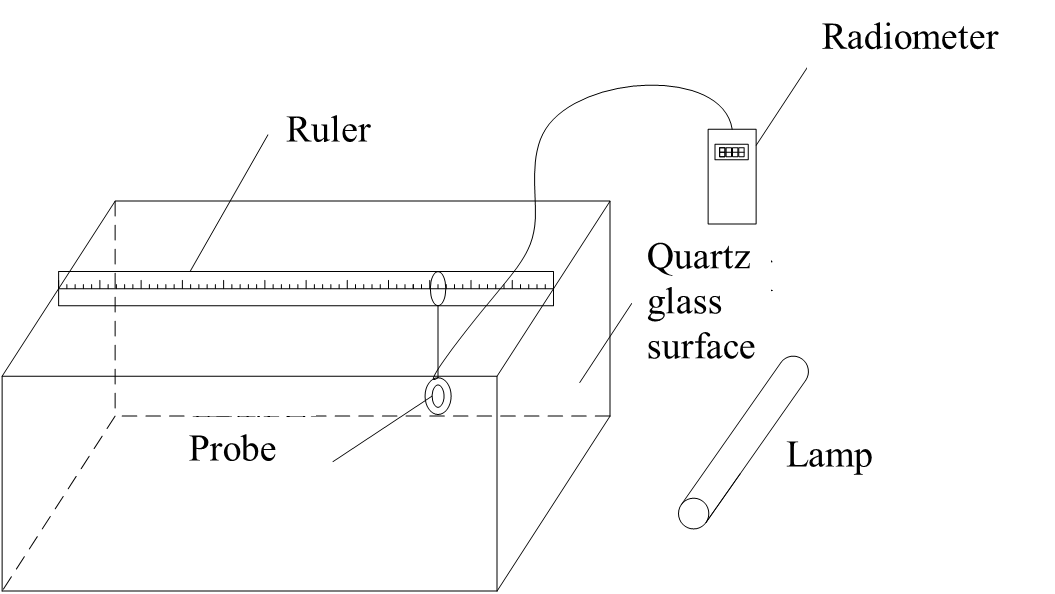 Radiometer
Ruler
Quartz
glass
surface
Probe
Lamp